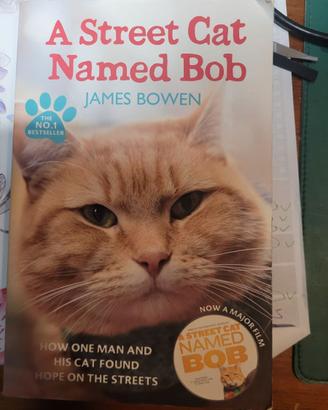 A Street Cat
Named Bob
JAMES BOWEN
THE
NO.1
BESTSELLER
HOW ONE MAN AND
HIS CAT FOUND
HOPE ON THE STREETS
NOW A MAJOR FILM
A STREET CAT
NAMED
BOB